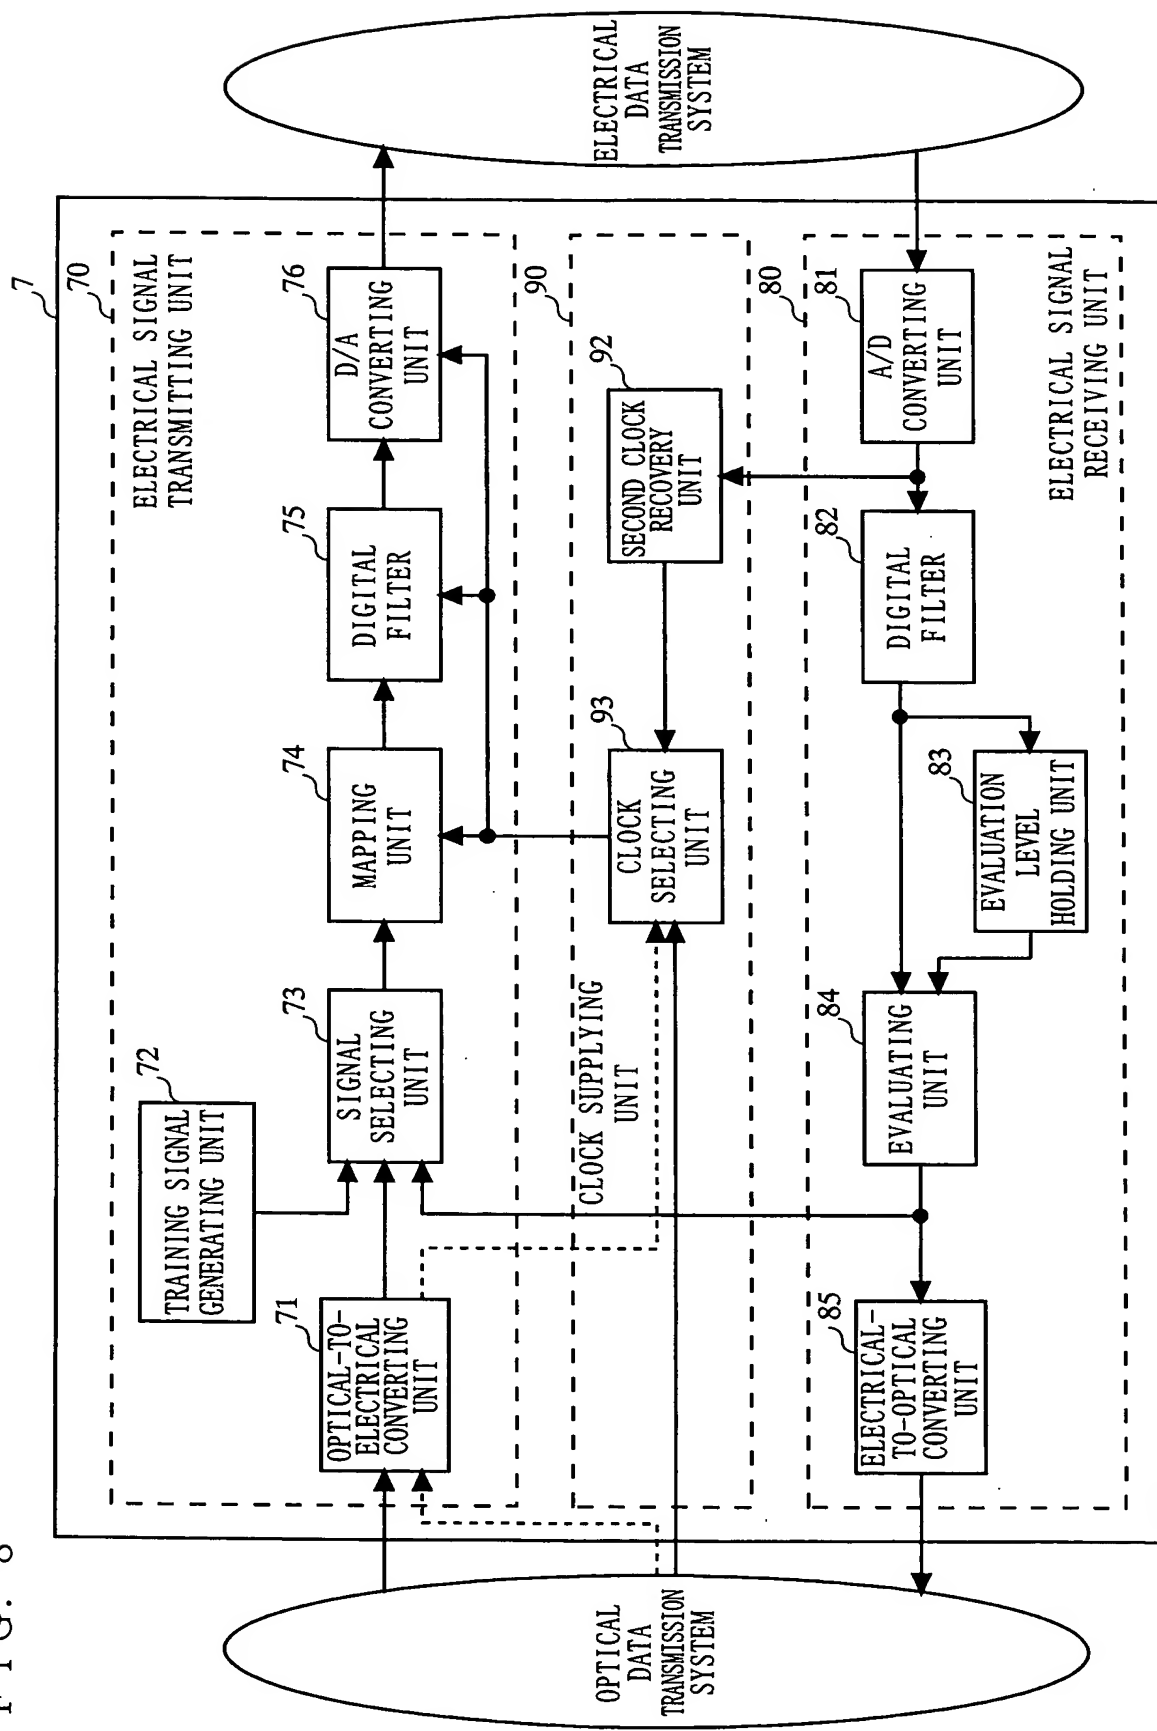 FIG. 8
7
70
ELECTRICAL SIGNAL
TRANSMITTING UNIT
72
TRAINING SIGNAL
GENERATING UNIT
71
OPTICAL-TO-
ELECTRICAL
CONVERTING
UNIT
73
SIGNAL
SELECTING
UNIT
74
MAPPING
UNIT
75
DIGITAL
FILTER
76
D/A
CONVERTING
UNIT
90
CLOCK SUPPLYING
UNIT
93
CLOCK
SELECTING
UNIT
92
SECOND CLOCK
RECOVERY
UNIT
80
ELECTRICAL SIGNAL
RECEIVING UNIT
85
ELECTRICAL-
TO-OPTICAL
CONVERTING
UNIT
84
EVALUATING
UNIT
83
EVALUATION
LEVEL
HOLDING UNIT
82
DIGITAL
FILTER
81
A/D
CONVERTING
UNIT
OPTICAL
DATA
TRANSMISSION
SYSTEM
ELECTRICAL
DATA
TRANSMISSION
SYSTEM